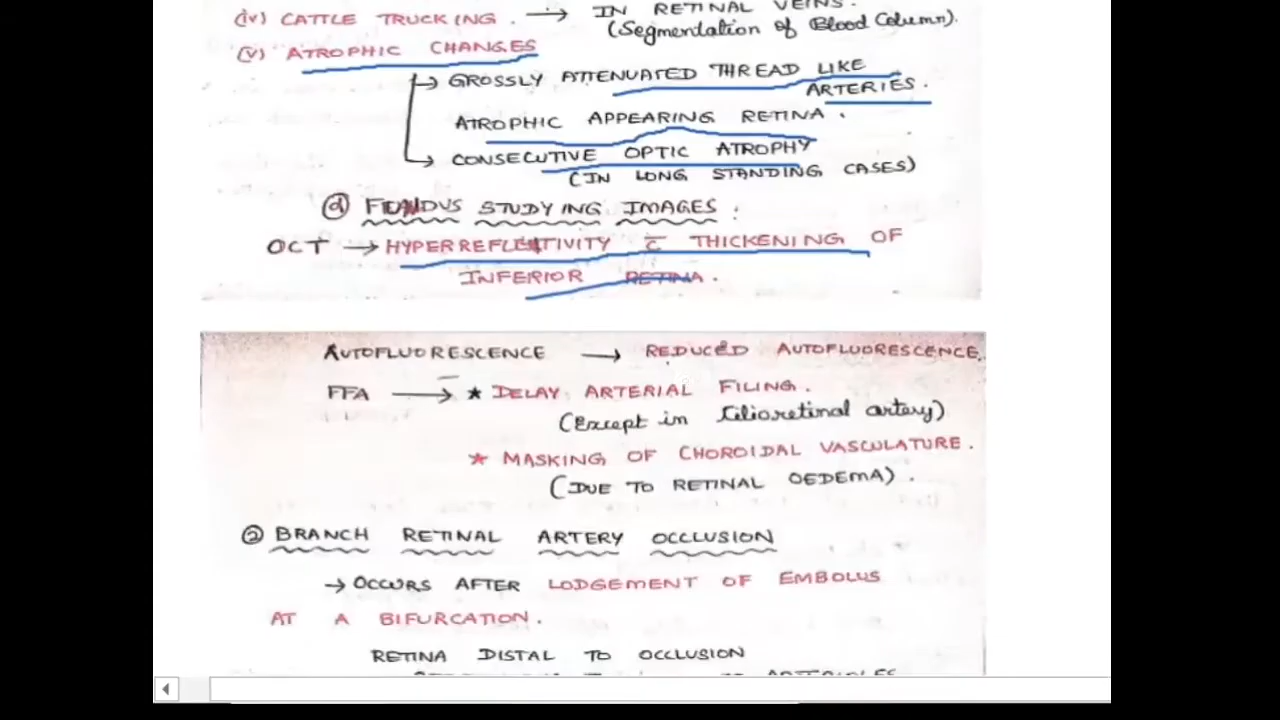 (iv) CATTLE TRUCKING. → IN RETINAL VEINS.
(Segmentation of Blood Column).
(v) ATROPHIC CHANGES
→ GROSSLY ATTENUATED THREAD LIKE
ARTERIES.
ATROPHIC APPEARING RETINA.
→ CONSECUTIVE OPTIC ATROPHY
(IN LONG STANDING CASES)
(d) FUNDUS STUDYING IMAGES:
OCT → HYPERREFLECTIVITY c̄ THICKENING OF
INFERIOR RETINA.
AUTOFLUORESCENCE → REDUCED AUTOFLUORESCENCE.
FFA → ★ DELAY ARTERIAL FILING.
(Except in Cilioretinal artery)
★ MASKING OF CHOROIDAL VASCULATURE.
(DUE TO RETINAL OEDEMA).
② BRANCH RETINAL ARTERY OCCLUSION
→ OCCURS AFTER LODGEMENT OF EMBOLUS
AT A BIFURCATION.
RETINA DISTAL TO OCCLUSION